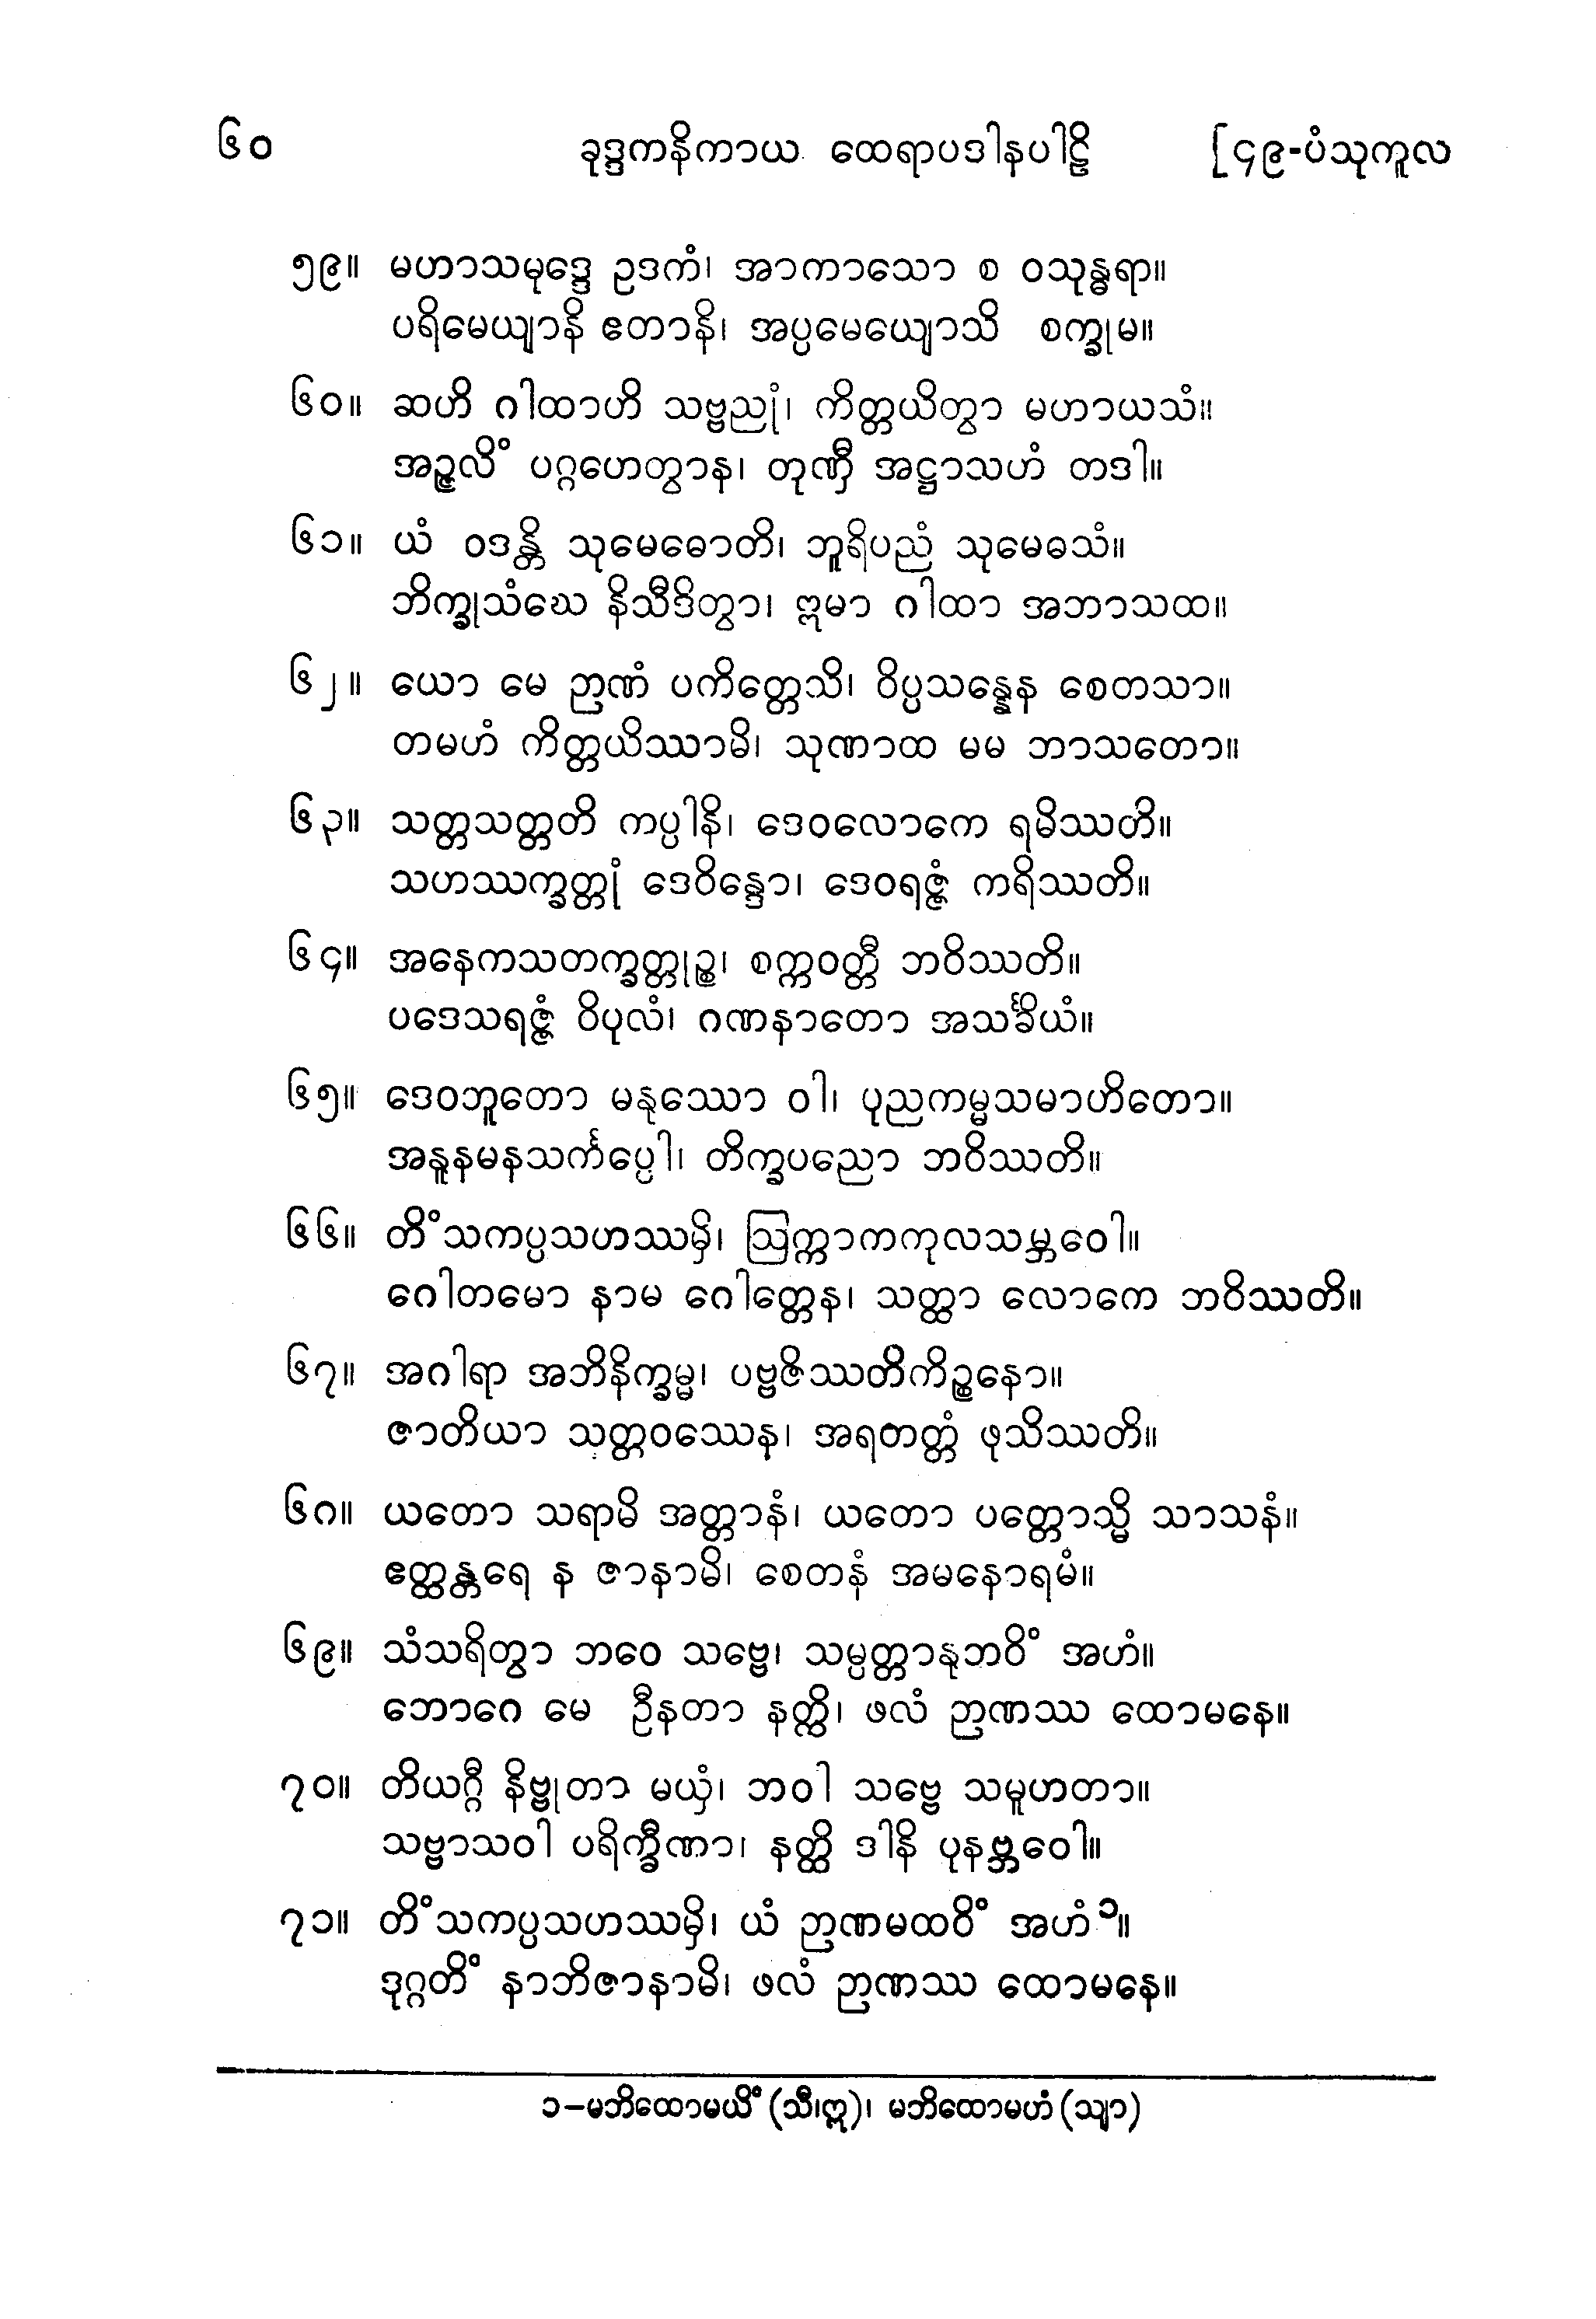 ၆၀ ခုဒ္ဒကနိကာယ ထေရာပဒါနပါဠိ [၄၉-ပံသုကူလ
၅၉။ မဟာသမုဒ္ဒေ ဥဒကံ၊ အာကာသော စ ဝသုန္ဓရာ။
ပရိမေယျာနိ ဧတာနိ၊ အပ္ပမေယျောသိ စက္ခုမ။
၆၀။ ဆဟိ ဂါထာဟိ သဗ္ဗညုံ၊ ကိတ္တယိတွာ မဟာယသံ။
အဉ္ဇလိံ ပဂ္ဂဟေတွာန၊ တုဏှီ အဋ္ဌာသဟံ တဒါ။
၆၁။ ယံ ဝဒန္တိ သုမေဓောတိ၊ ဘူရိပညံ သုမေဓသံ။
ဘိက္ခုသံဃေ နိသီဒိတွာ၊ ဣမာ ဂါထာ အဘာသထ။
၆၂။ ယော မေ ဉာဏံ ပကိတ္တေသိ၊ ဝိပ္ပသန္နေန စေတသာ။
တမဟံ ကိတ္တယိဿာမိ၊ သုဏာထ မမ ဘာသတော။
၆၃။ သတ္တသတ္တတိ ကပ္ပါနိ၊ ဒေဝလောကေ ရမိဿတိ။
သဟဿက္ခတ္တုံ ဒေဝိန္ဒော၊ ဒေဝရဇ္ဇံ ကရိဿတိ။
၆၄။ အနေကသတက္ခတ္တုဉ္စ၊ စက္ကဝတ္တီ ဘဝိဿတိ။
ပဒေသရဇ္ဇံ ဝိပုလံ၊ ဂဏနာတော အသင်္ခိယံ။
၆၅။ ဒေဝဘူတော မနုဿော ဝါ၊ ပုညကမ္မသမာဟိတော။
အနူနမနသင်္ကပ္ပေါ၊ တိက္ခပညော ဘဝိဿတိ။
၆၆။ တိံသကပ္ပသဟဿမှိ၊ ဩက္ကာကကုလသမ္ဘဝေါ။
ဂေါတမော နာမ ဂေါတ္တေန၊ သတ္ထာ လောကေ ဘဝိဿတိ။
၆၇။ အဂါရာ အဘိနိက္ခမ္မ၊ ပဗ္ဗဇိဿတိကိဉ္စနော။
ဇာတိယာ သတ္တဝဿေန၊ အရဟတ္တံ ဖုသိဿတိ။
၆၈။ ယတော သရာမိ အတ္တာနံ၊ ယတော ပတ္တောသ္မိ သာသနံ။
ဧတ္ထန္တရေ န ဇာနာမိ၊ စေတနံ အမနောရမံ။
၆၉။ သံသရိတွာ ဘဝေ သဗ္ဗေ၊ သမ္ပတ္တာနုဘဝိံ အဟံ။
ဘောဂေ မေ ဦနတာ နတ္ထိ၊ ဖလံ ဉာဏဿ ထောမနေ။
၇၀။ တိယဂ္ဂီ နိဗ္ဗုတာ မယှံ၊ ဘဝါ သဗ္ဗေ သမူဟတာ။
သဗ္ဗာသဝါ ပရိက္ခီဏာ၊ နတ္ထိ ဒါနိ ပုနဗ္ဘဝေါ။
၇၁။ တိံသကပ္ပသဟဿမှိ၊ ယံ ဉာဏမထဝိံ အဟံ ၁။
ဒုဂ္ဂတိံ နာဘိဇာနာမိ၊ ဖလံ ဉာဏဿ ထောမနေ။
၁−မဘိထောမယိံ (သီ၊ဣ)၊ မဘိထောမဟံ (သျာ)